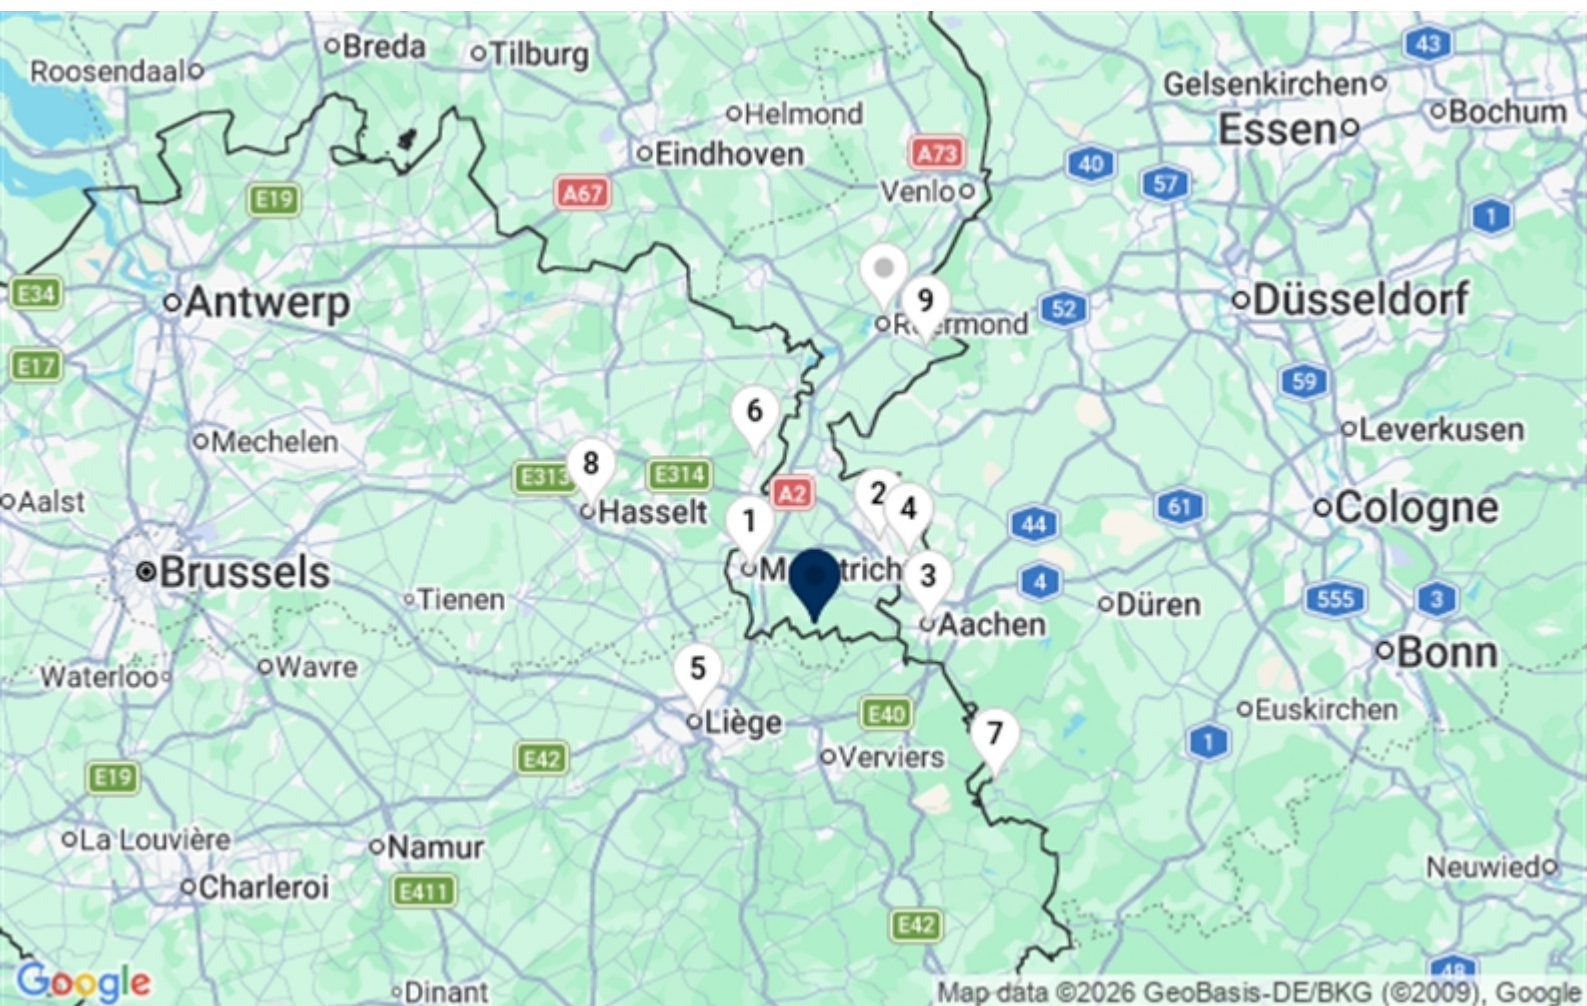 43
Breda
Tilburg
Roosendaal
Gelsenkirchen
Helmond
Bochum
Essen
Eindhoven
A73
40
57
Venlo
A67
E19
1
E34
Antwerp
9
52
Düsseldorf
E17
59
6
Mechelen
Leverkusen
8
E313
E314
A2
2
4
Aalst
Hasselt
1
44
61
Cologne
Brussels
3
4
Tienen
555
3
Düren
Aachen
Waterloo
Wavre
5
Bonn
Liège
E40
Euskirchen
7
1
E42
Verviers
E19
La Louvière
Namur
Charleroi
E411
Neuwied
E42
48
Google
Dinant
Map data ©2026 GeoBasis-DE/BKG (©2009), Google